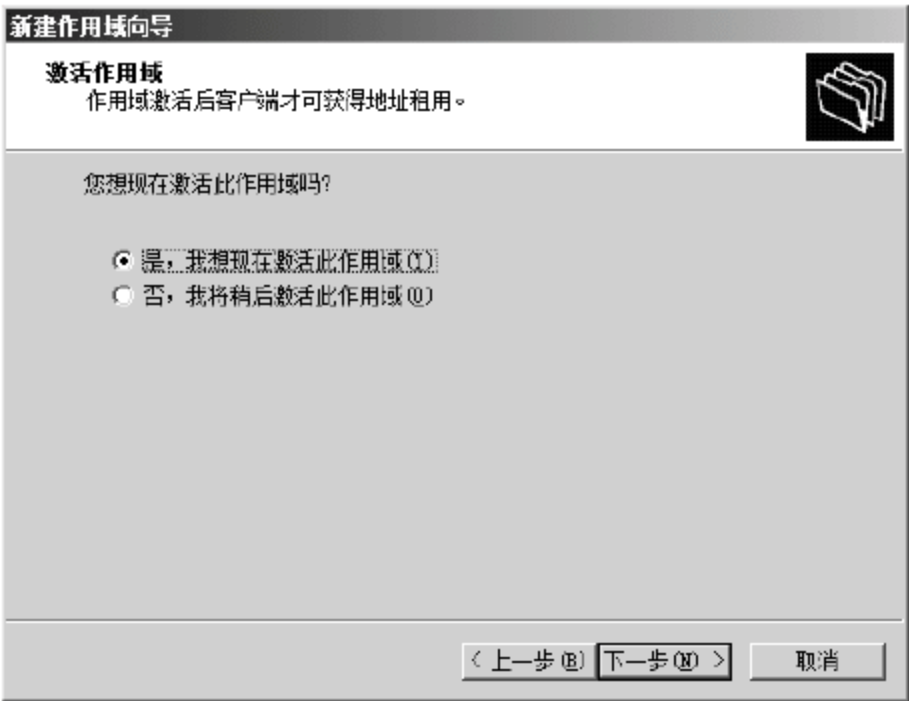 新建作用域向导
激活作用域
作用域激活后客户端才可获得地址租用。
您想现在激活此作用域吗?
是，我想现在激活此作用域(Y)
否，我将稍后激活此作用域(O)
< 上一步(B) 下一步(N) > 取消